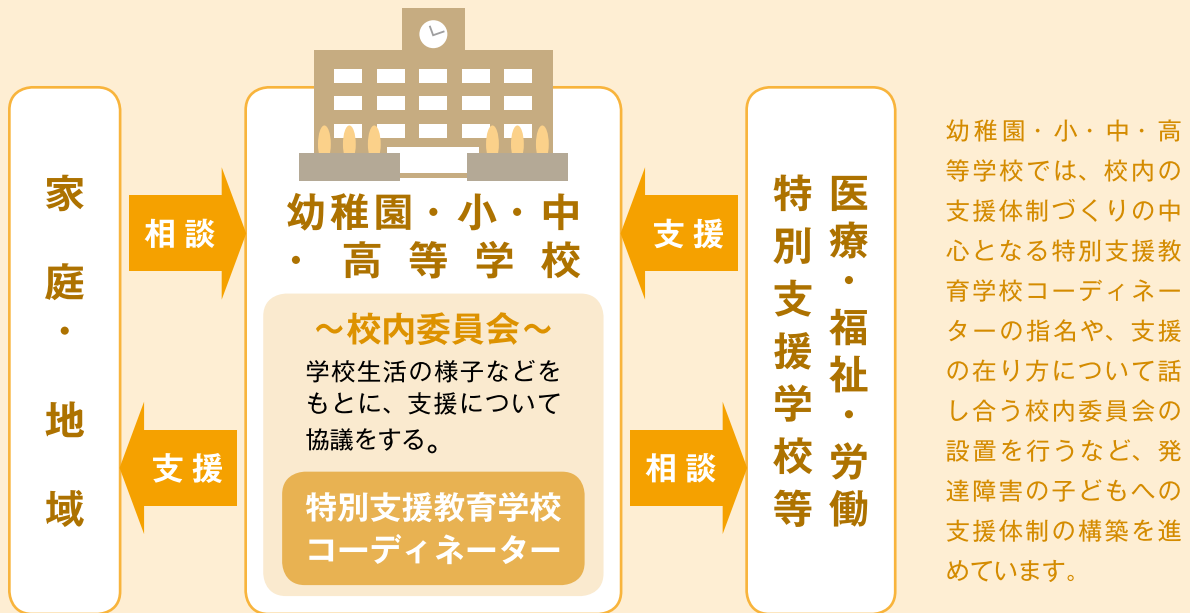 家庭・地域
相談
支援
幼稚園・小・中
・高等学校
～校内委員会～
学校生活の様子などを
もとに、支援について
協議をする。
特別支援教育学校
コーディネーター
支援
相談
医療・福祉・労働
特別支援学校等
幼稚園・小・中・高
等学校では、校内の
支援体制づくりの中
心となる特別支援教
育学校コーディネー
ターの指名や、支援
の在り方について話
し合う校内委員会の
設置を行うなど、発
達障害の子どもへの
支援体制の構築を進
めています。